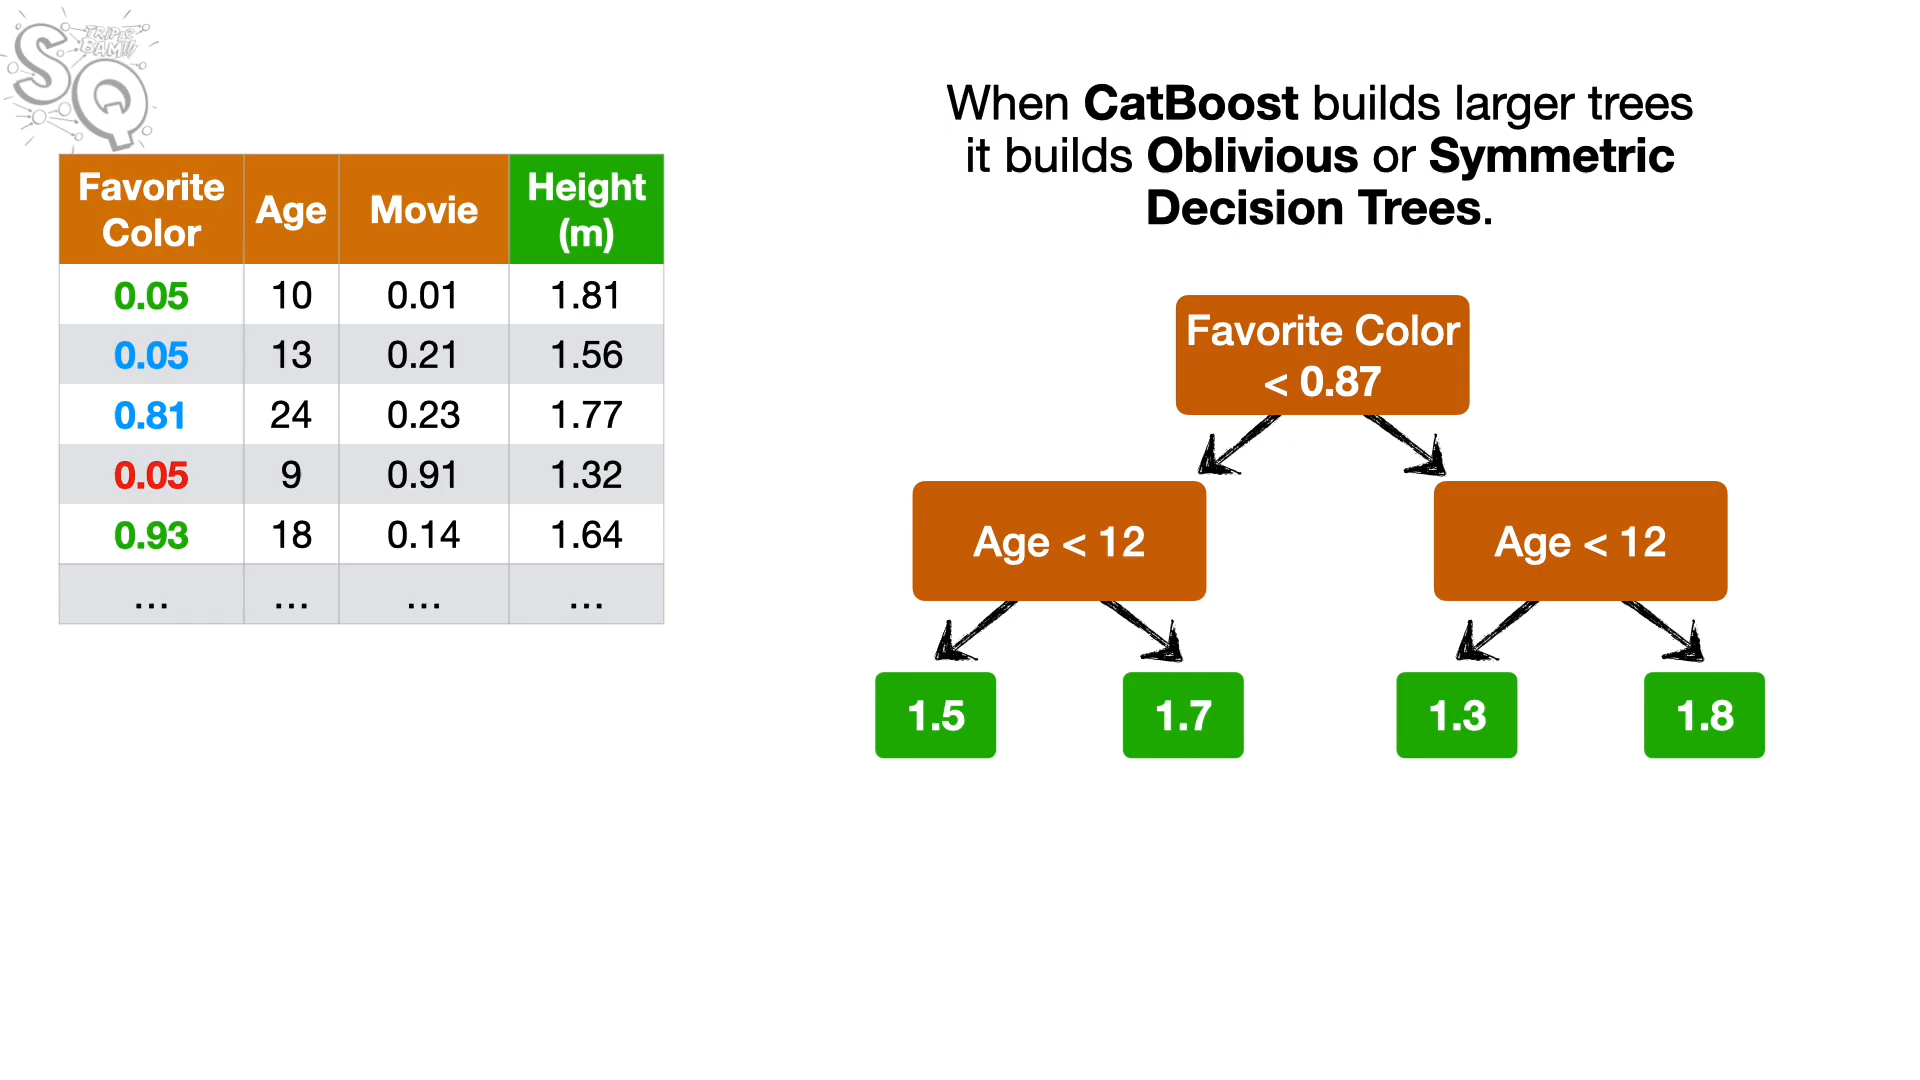 TRIPLE
BAM!!!
SQ
Favorite Color Age Movie Height (m)
0.05 10 0.01 1.81
0.05 13 0.21 1.56
0.81 24 0.23 1.77
0.05 9 0.91 1.32
0.93 18 0.14 1.64
... ... ... ...
When CatBoost builds larger trees
it builds Oblivious or Symmetric
Decision Trees.
Favorite Color
< 0.87
Age < 12 Age < 12
1.5 1.7 1.3 1.8